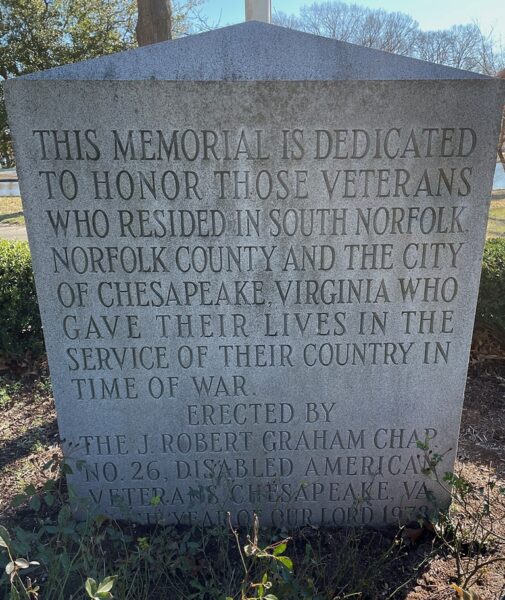 THIS MEMORIAL IS DEDICATED
TO HONOR THOSE VETERANS
WHO RESIDED IN SOUTH NORFOLK.
NORFOLK COUNTY AND THE CITY
OF CHESAPEAKE, VIRGINIA WHO
GAVE THEIR LIVES IN THE
SERVICE OF THEIR COUNTRY IN
TIME OF WAR.
ERECTED BY
THE J. ROBERT GRAHAM CHAP.
NO. 26, DISABLED AMERICAN
VETERANS CHESAPEAKE, VA.
YEAR OF OUR LORD 1978